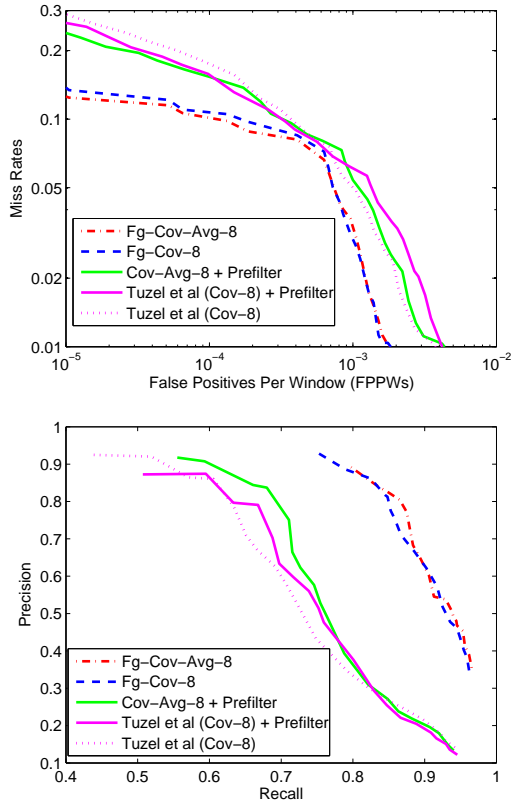 0.3
0.2
0.1
0.05
0.02
0.01
Miss Rates
Fg−Cov−Avg−8
Fg−Cov−8
Cov−Avg−8 + Prefilter
Tuzel et al (Cov−8) + Prefilter
Tuzel et al (Cov−8)
10−5 10−4 10−3 10−2
False Positives Per Window (FPPWs)
1
0.9
0.8
0.7
0.6
0.5
0.4
0.3
0.2
0.1
0
Precision
Fg−Cov−Avg−8
Fg−Cov−8
Cov−Avg−8 + Prefilter
Tuzel et al (Cov−8) + Prefilter
Tuzel et al (Cov−8)
0.4 0.5 0.6 0.7 0.8 0.9 1
Recall